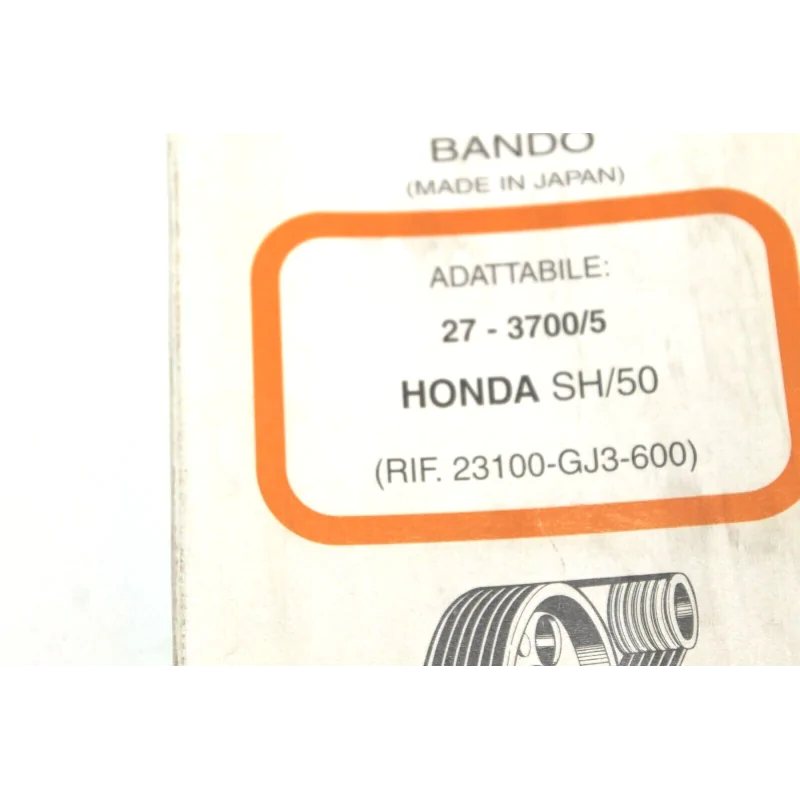 BANDO
(MADE IN JAPAN)
ADATTABILE:
27 - 3700/5
HONDA SH/50
(RIF. 23100-GJ3-600)